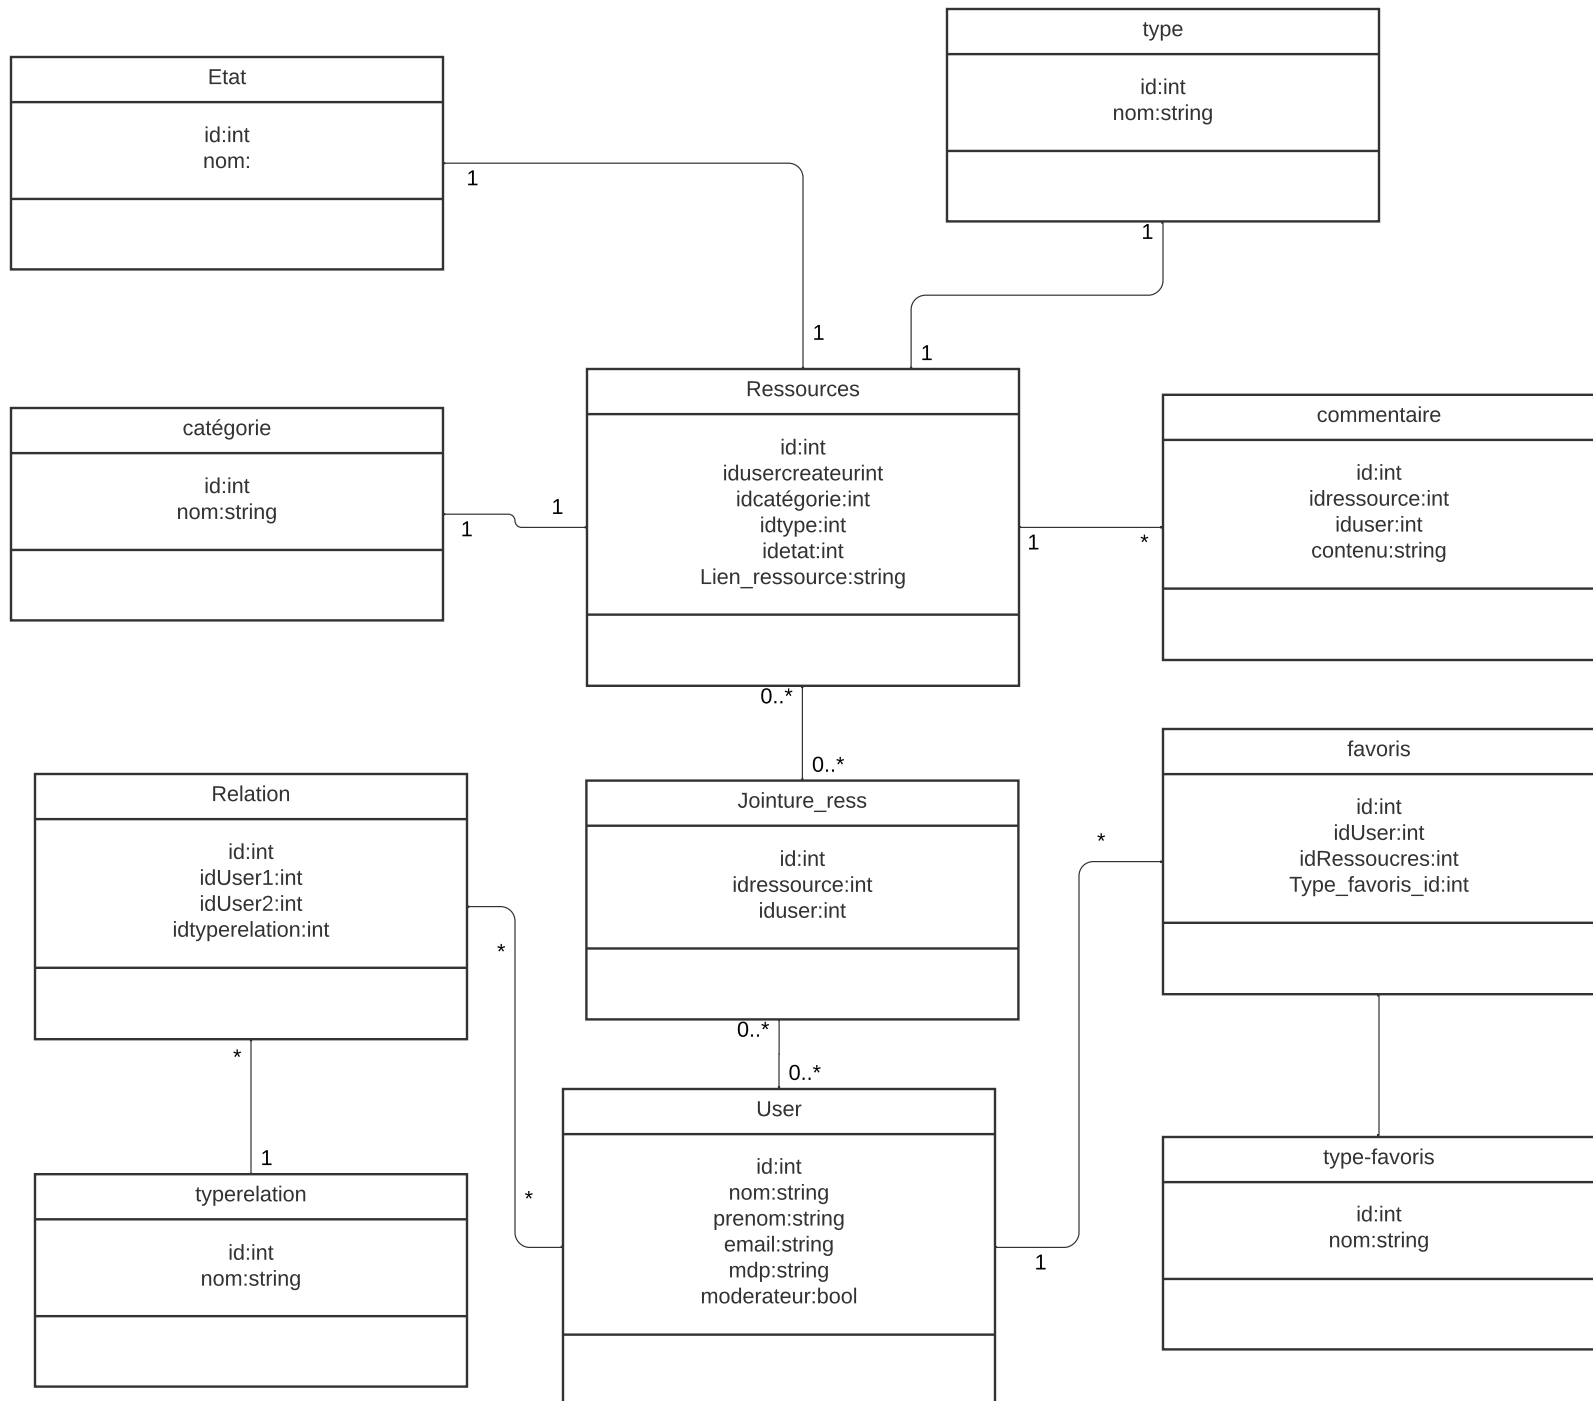 type
id:int
nom:string
1
Etat
id:int
nom:
1
1
1
Ressources
id:int
idusercreateurint
idcatégorie:int
idtype:int
idetat:int
Lien_ressource:string
catégorie
id:int
nom:string
1
1
commentaire
id:int
idressource:int
iduser:int
contenu:string
1
*
0..*
0..*
Jointure_ress
id:int
idressource:int
iduser:int
0..*
0..*
Relation
id:int
idUser1:int
idUser2:int
idtyperelation:int
*
*
*
1
favoris
id:int
idUser:int
idRessoucres:int
Type_favoris_id:int
*
1
typerelation
id:int
nom:string
User
id:int
nom:string
prenom:string
email:string
mdp:string
moderateur:bool
type-favoris
id:int
nom:string